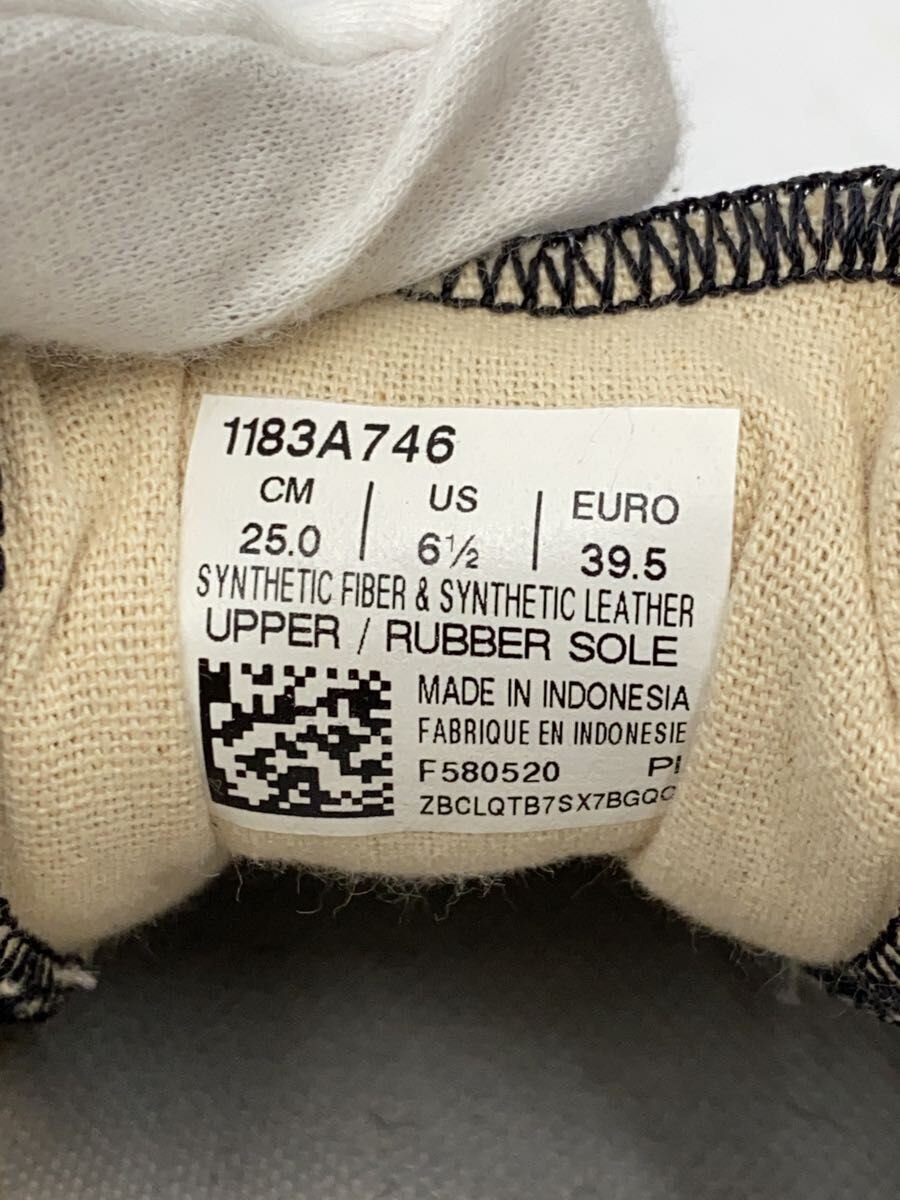 1183A746
CM | US | EURO
25.0 | 6½ | 39.5
SYNTHETIC FIBER & SYNTHETIC LEATHER
UPPER / RUBBER SOLE
MADE IN INDONESIA
FABRIQUE EN INDONESIE
F580520